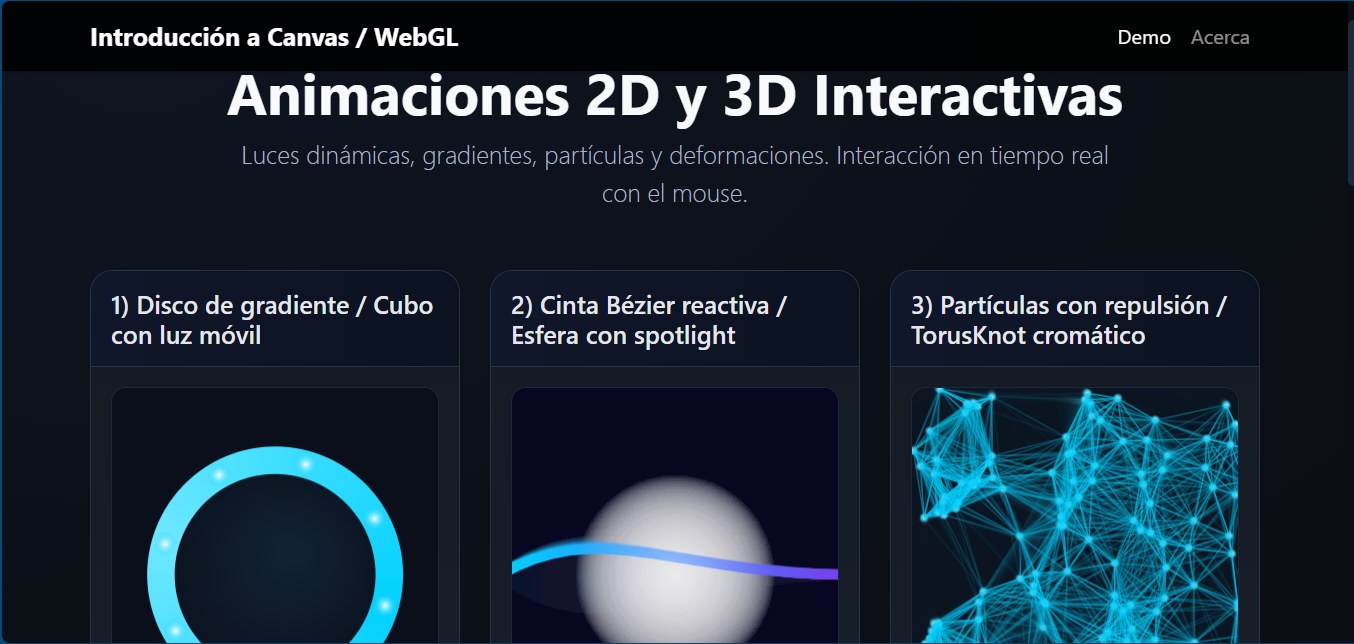 Introducción a Canvas / WebGL
Demo
Acerca
Animaciones 2D y 3D Interactivas
Luces dinámicas, gradientes, partículas y deformaciones. Interacción en tiempo real
con el mouse.
1) Disco de gradiente / Cubo
con luz móvil
2) Cinta Bézier reactiva /
Esfera con spotlight
3) Partículas con repulsión /
TorusKnot cromático